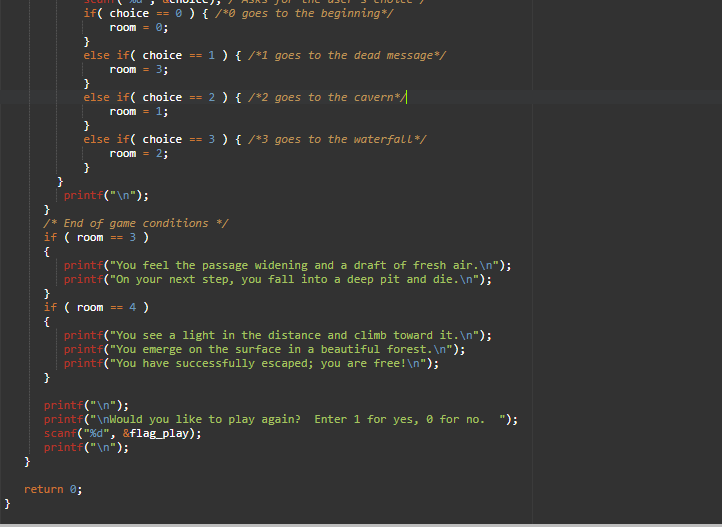 scanf("%d", &choice); /*Asks for the user's choice*/
if( choice == 0 ) { /*0 goes to the beginning*/
room = 0;
}
else if( choice == 1 ) { /*1 goes to the dead message*/
room = 3;
}
else if( choice == 2 ) { /*2 goes to the cavern*/
room = 1;
}
else if( choice == 3 ) { /*3 goes to the waterfall*/
room = 2;
}
}
printf("\n");
}
/* End of game conditions */
if ( room == 3 )
{
printf("You feel the passage widening and a draft of fresh air.\n");
printf("On your next step, you fall into a deep pit and die.\n");
}
if ( room == 4 )
{
printf("You see a light in the distance and climb toward it.\n");
printf("You emerge on the surface in a beautiful forest.\n");
printf("You have successfully escaped; you are free!\n");
}
printf("\n");
printf("\nWould you like to play again?  Enter 1 for yes, 0 for no.  ");
scanf("%d", &flag_play);
printf("\n");
}
return 0;
}